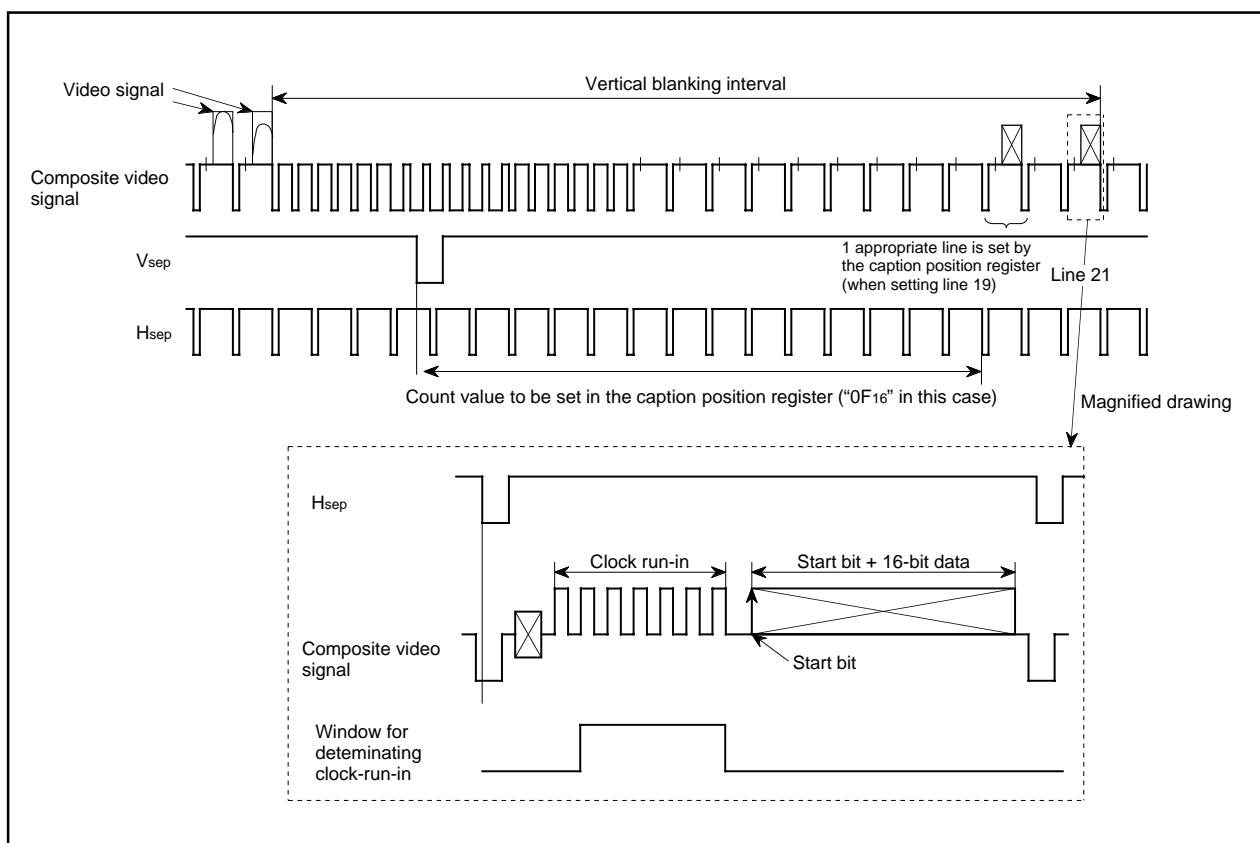 Vertical blanking interval
Video signal
Composite video
signal
Vsep
1 appropriate line is set by
the caption position register
(when setting line 19)
Line 21
Hsep
Count value to be set in the caption position register (“0F16” in this case)
Magnified drawing
Hsep
Clock run-in
Start bit + 16-bit data
Composite video
signal
Start bit
Window for
deteminating
clock-run-in